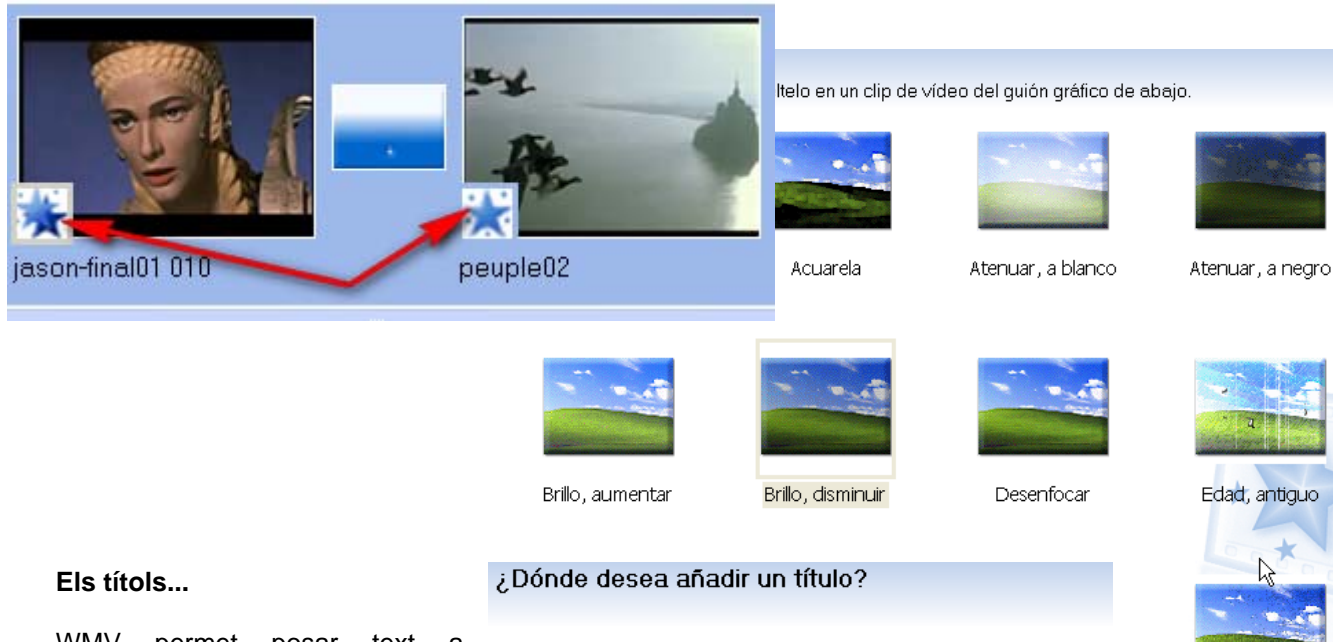 ltelo en un clip de vídeo del guión gráfico de abajo.
jason-final01 010
peuple02
Acuarela
Atenuar, a blanco
Atenuar, a negro
Brillo, aumentar
Brillo, disminuir
Desenfocar
Edad, antiguo
Els títols...
¿Dónde desea añadir un título?
WMV permet posar text a